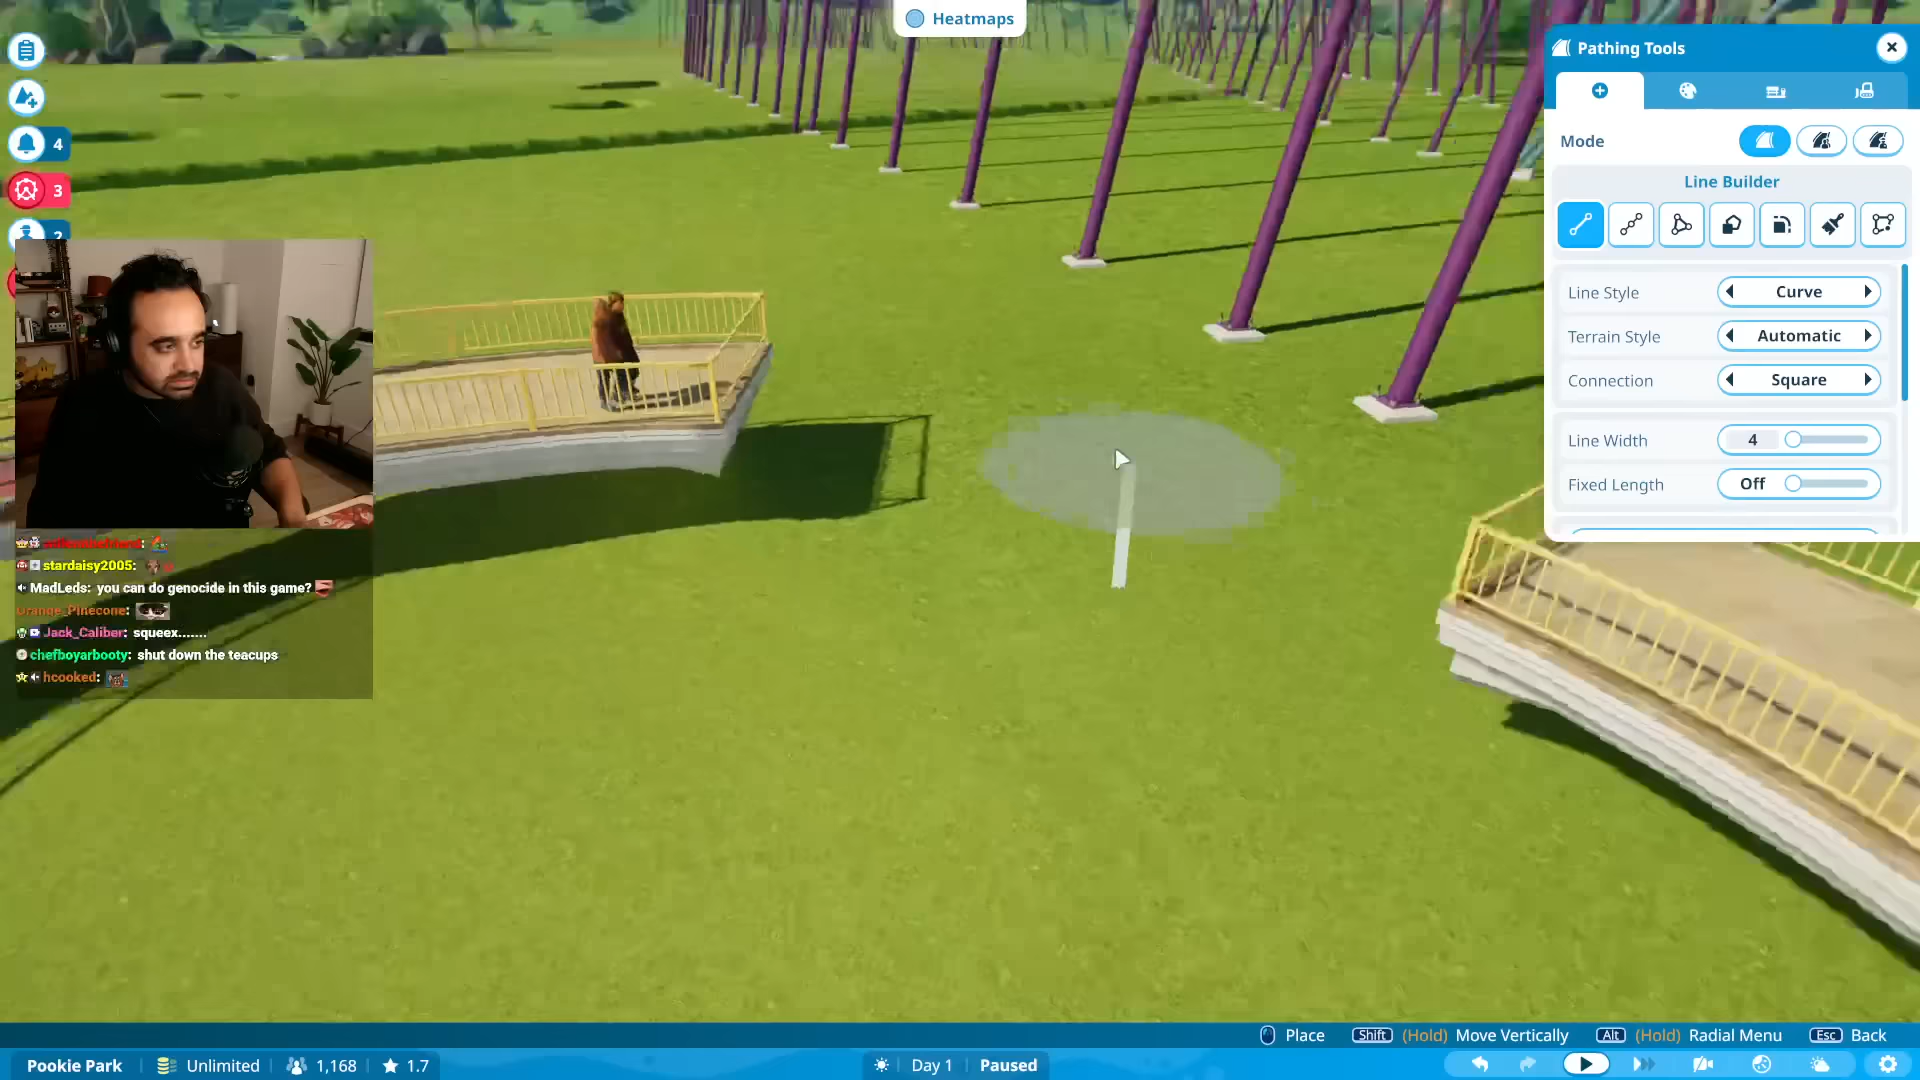 Heatmaps
Pathing Tools
4
3
2
Mode
Line Builder
Line Style
Curve
Terrain Style
Automatic
Connection
Square
Line Width
4
Fixed Length
Off
stardaisy2005:
MadLeds: you can do genocide in this game?
Orange_Pinecone:
Jack_Caliber: squeex.......
chefboyarbooty: shut down the teacups
hcooked:
Place
Shift (Hold) Move Vertically
Alt (Hold) Radial Menu
Esc Back
Pookie Park
Unlimited
1,168
1.7
Day 1
Paused